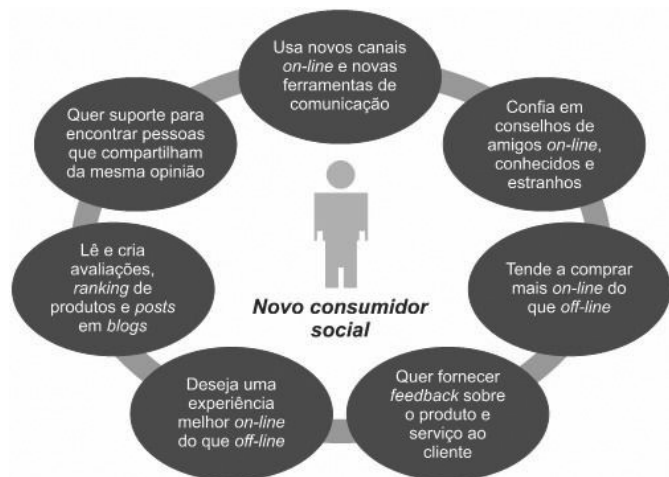 Usa novos canais
on-line e novas
ferramentas de
comunicação
Confia em
conselhos de
amigos on-line,
conhecidos e
estranhos
Tende a comprar
mais on-line do
que off-line
Quer fornecer
feedback sobre
o produto e
serviço ao
cliente
Deseja uma
experiência
melhor on-line
do que off-line
Lê e cria
avaliações,
ranking de
produtos e posts
em blogs
Quer suporte para
encontrar pessoas
que compartilham
da mesma opinião
Novo consumidor
social